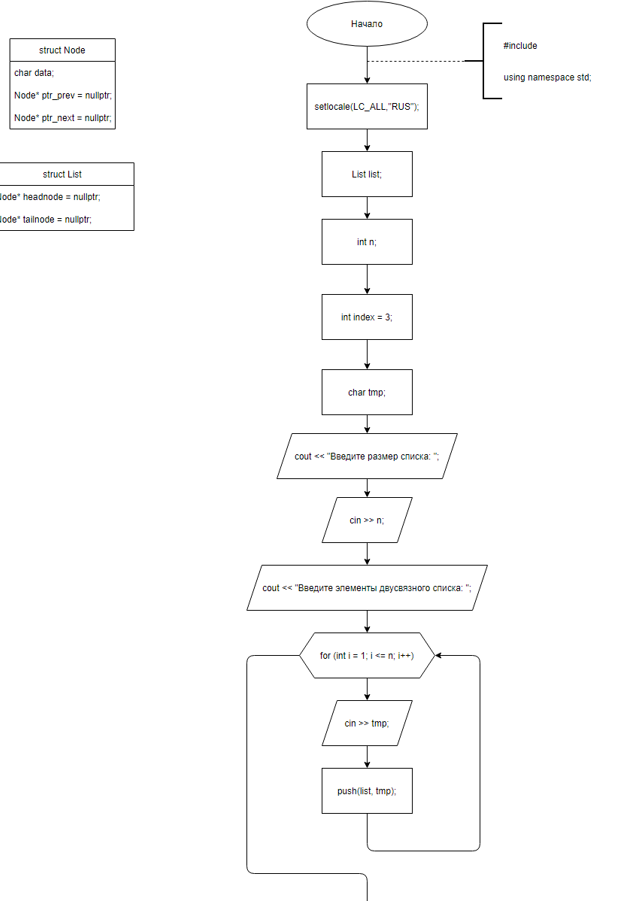 Начало
#include
using namespace std;
struct Node
char data;
Node* ptr_prev = nullptr;
Node* ptr_next = nullptr;
setlocale(LC_ALL,"RUS");
struct List
Node* headnode = nullptr;
Node* tailnode = nullptr;
List list;
int n;
int index = 3;
char tmp;
cout << "Введите размер списка: ";
cin >> n;
cout << "Введите элементы двусвязного списка: ";
for (int i = 1; i <= n; i++)
cin >> tmp;
push(list, tmp);